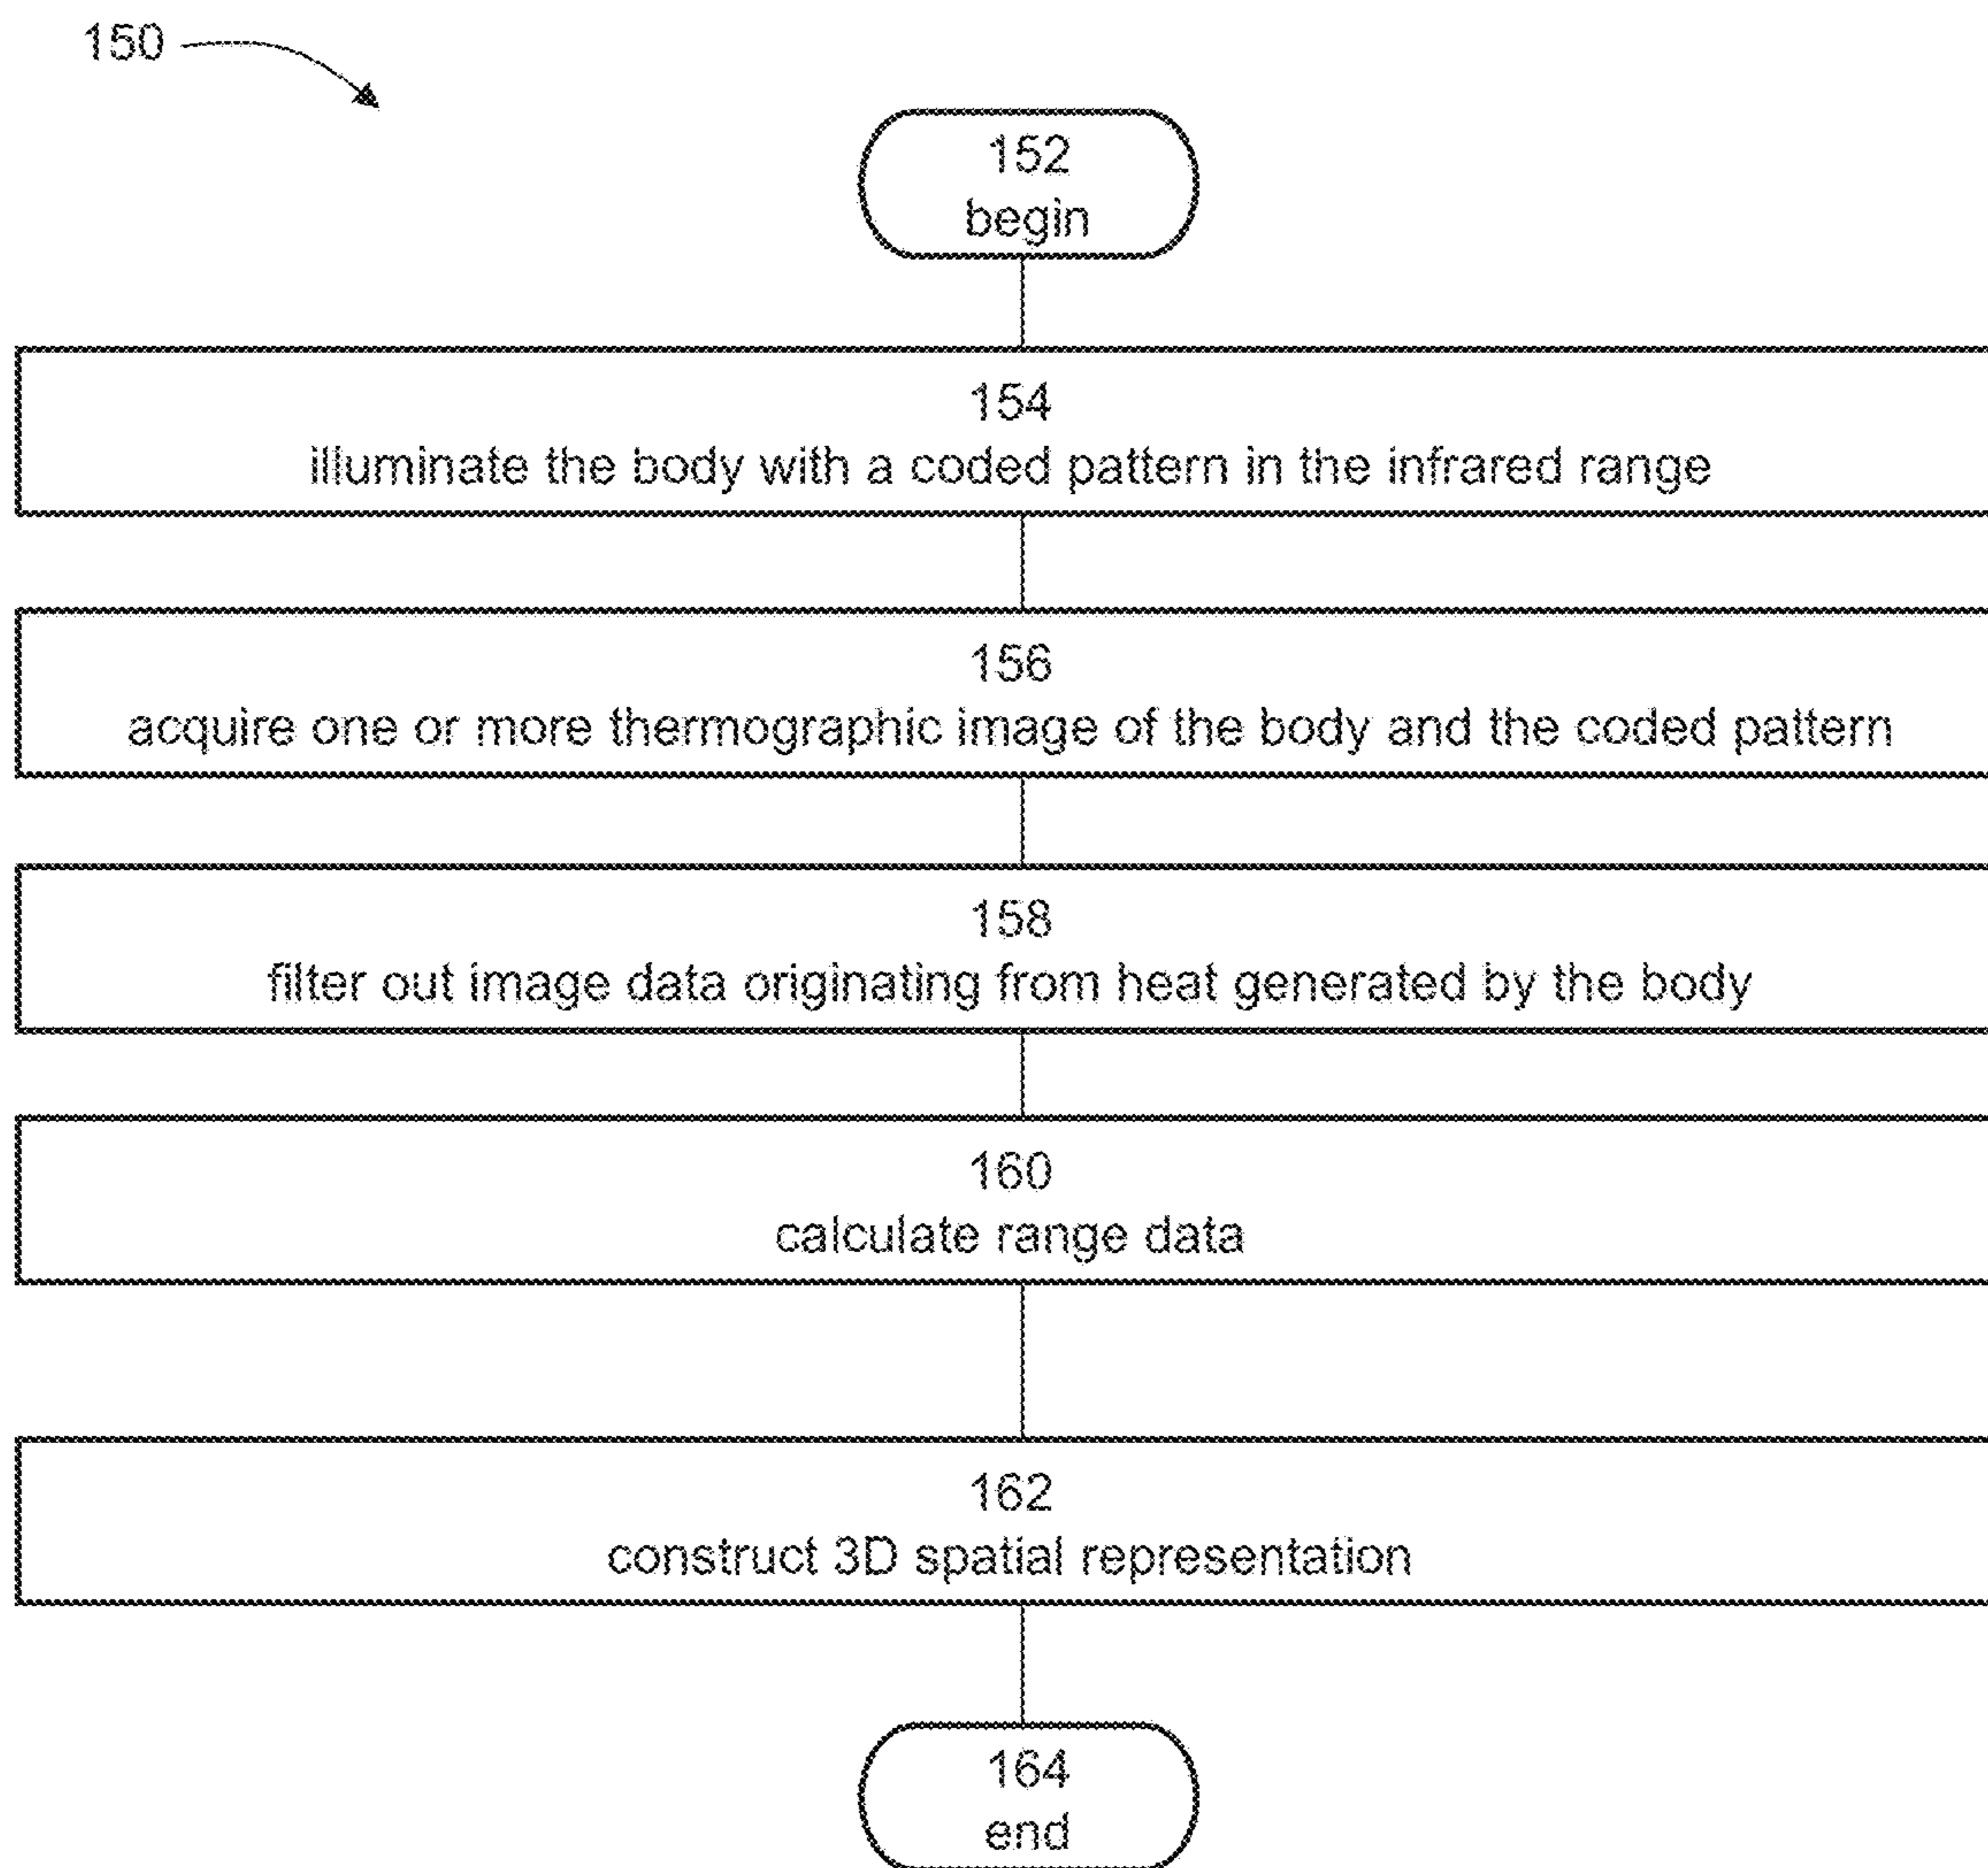 150
152
begin
154
illuminate the body with a coded pattern in the infrared range
156
acquire one or more thermographic image of the body and the coded pattern
158
filter out image data originating from heat generated by the body
160
calculate range data
162
construct 3D spatial representation
164
end